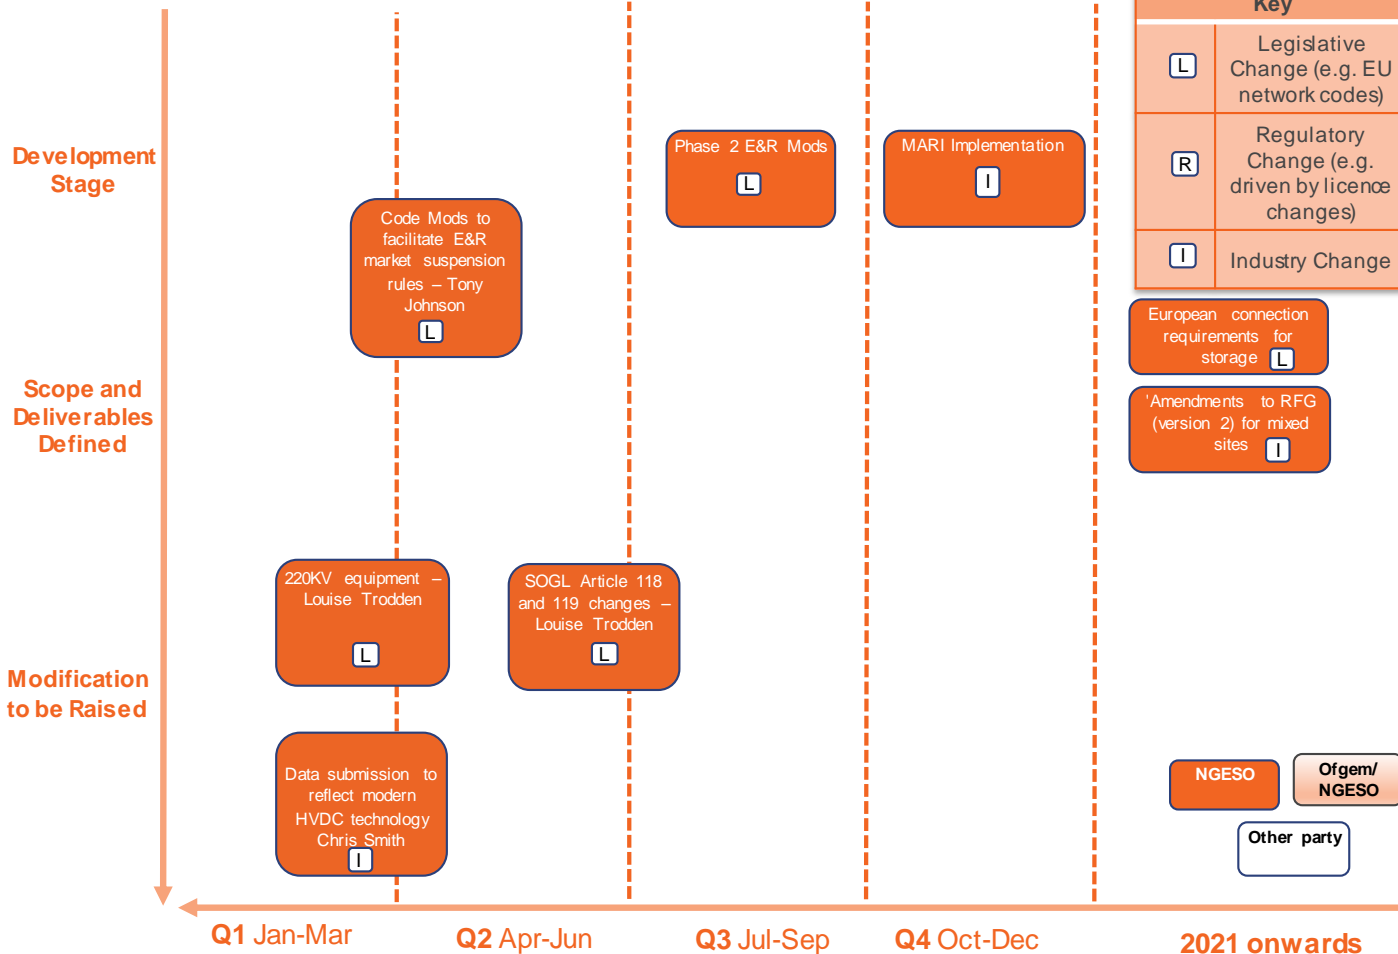 Key
L
Legislative
Change (e.g. EU
network codes)
R
Regulatory
Change (e.g.
driven by licence
changes)
I
Industry Change
Development
Stage
Phase 2 E&R Mods
L
MARI Implementation
I
Code Mods to
facilitate E&R
market suspension
rules – Tony
Johnson
L
European connection
requirements for
storage L
Scope and
Deliverables
Defined
'Amendments to RFG
(version 2) for mixed
sites I
220KV equipment –
Louise Trodden
L
SOGL Article 118
and 119 changes –
Louise Trodden
L
Modification
to be Raised
Data submission to
reflect modern
HVDC technology
Chris Smith
I
NGESO
Ofgem/
NGESO
Other party
Q1 Jan-Mar
Q2 Apr-Jun
Q3 Jul-Sep
Q4 Oct-Dec
2021 onwards